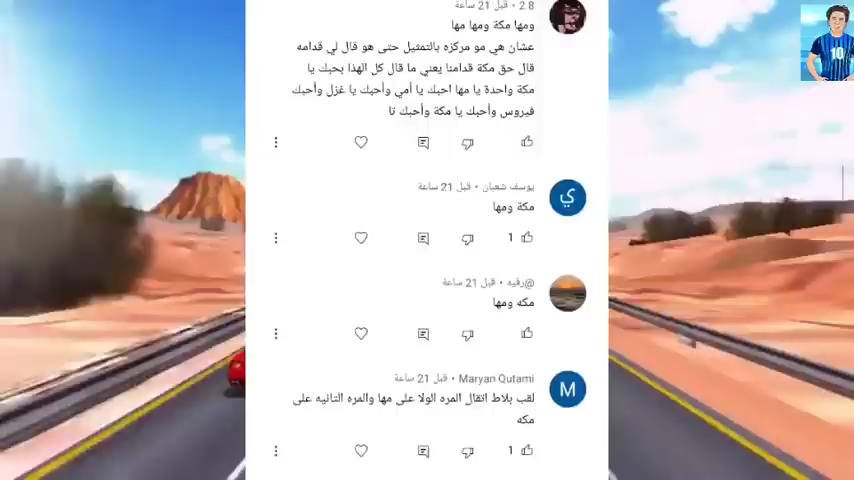 2 8 • قبل 21 ساعة
ومها مكة ومها مها
عشان هي مو مركزه بالتمثيل حتى هو قال لي قدامه
قال حق مكة قدامنا يعني ما قال كل الهذا بحبك يا
مكة واحدة يا مها احبك يا أمي وأحبك يا غزل وأحبك
فيروس وأحبك يا مكة وأحبك تا
يوسف شعبان • قبل 21 ساعة
ي
مكة ومها
1
@رقيه • قبل 21 ساعة
مكه ومها
Maryan Qutami • قبل 21 ساعة
M
لقب بلاط اتقال المره الولا على مها والمره التانيه على
مكه
1
10